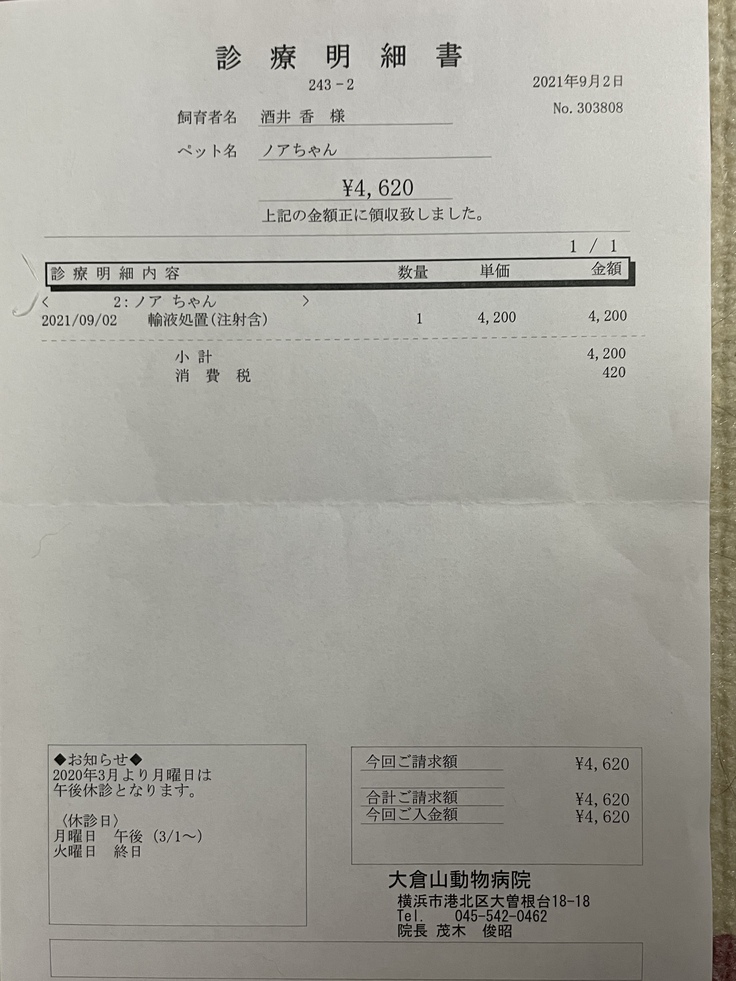 診療明細書
243-2
2021年9月2日
No.303808
飼育者名 酒井 香 様
ペット名 ノアちゃん
¥4,620
上記の金額正に領収致しました。
1 / 1
診療明細内容 数量 単価 金額
< 2:ノア ちゃん >
2021/09/02 輸液処置(注射含) 1 4,200 4,200
小計 4,200
消費税 420
◆お知らせ◆
2020年3月より月曜日は
午後休診となります。
〈休診日〉
月曜日 午後 (3/1~)
火曜日 終日
今回ご請求額 ¥4,620
合計ご請求額 ¥4,620
今回ご入金額 ¥4,620
大倉山動物病院
横浜市港北区大曽根台18-18
Tel. 045-542-0462
院長 茂木 俊昭